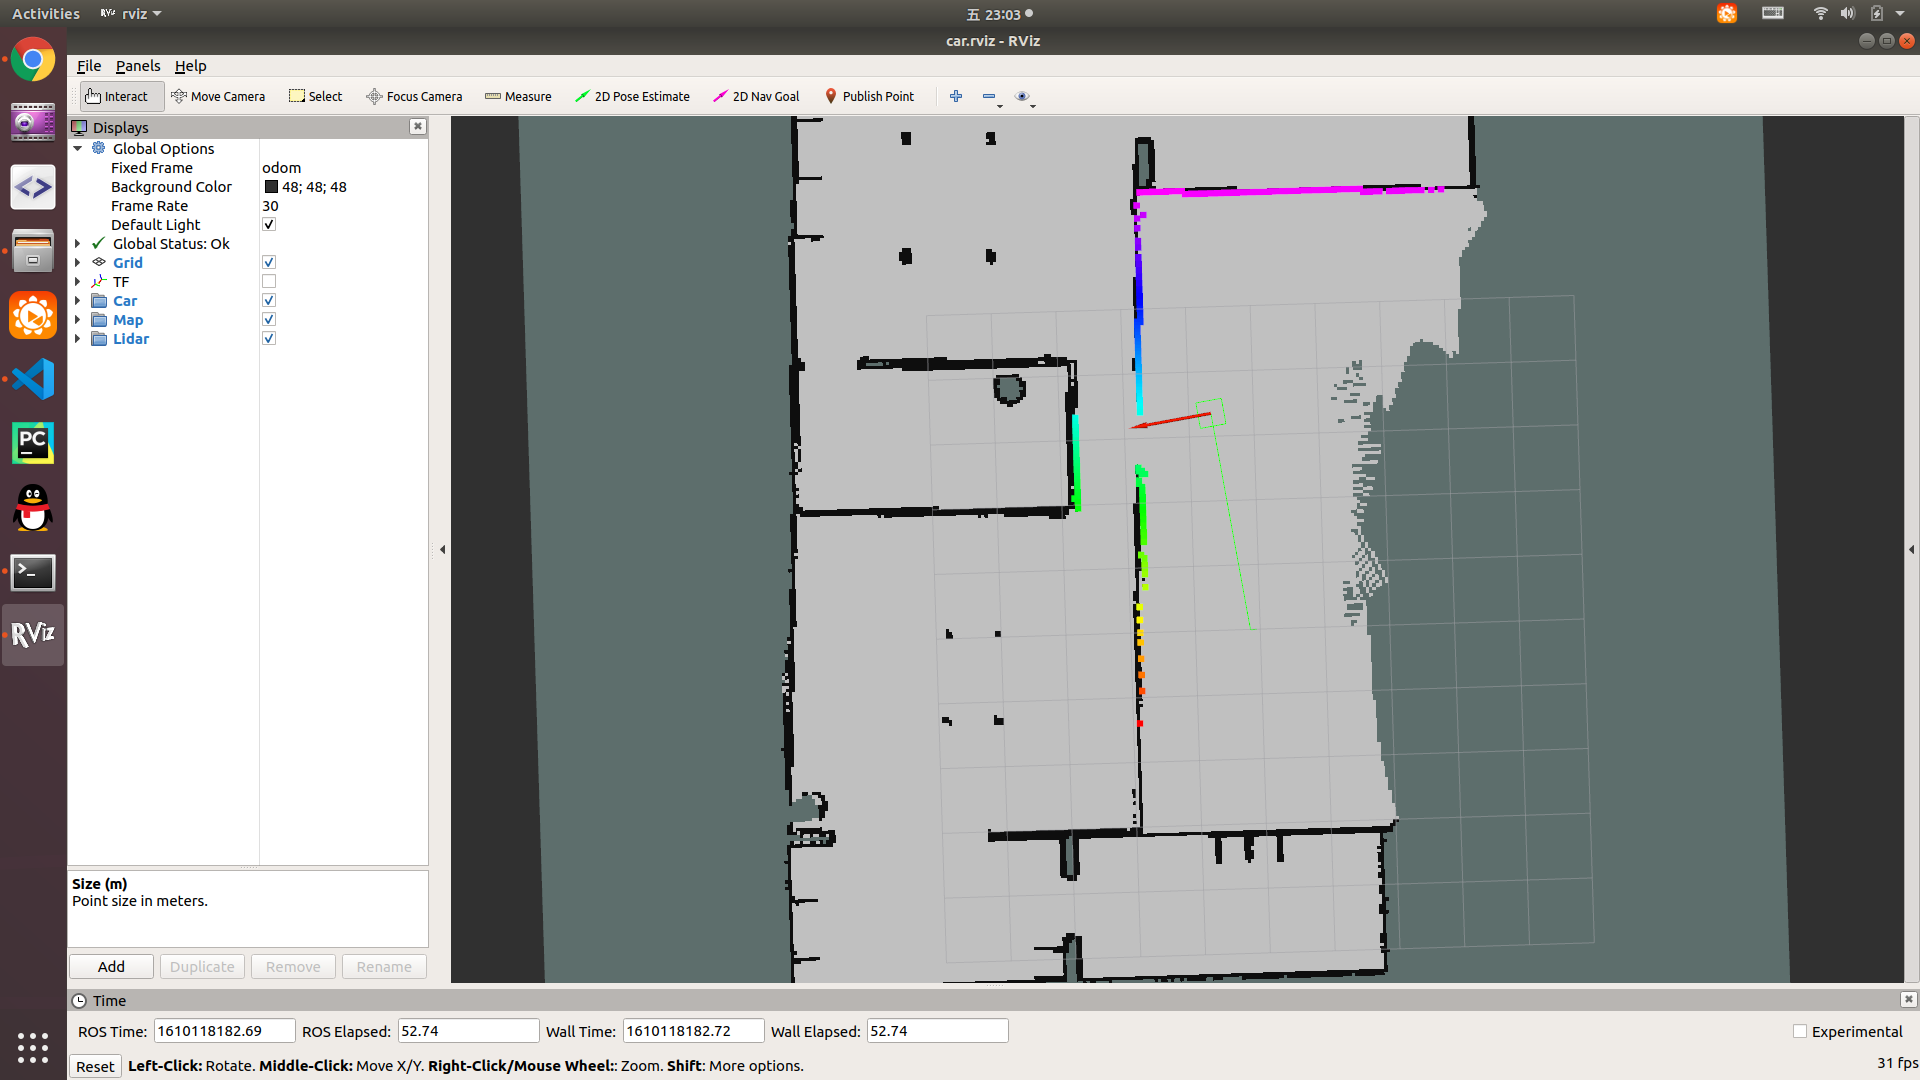 Activities RViz rviz 五 23:03
car.rviz - RViz
File Panels Help
Interact Move Camera Select Focus Camera Measure 2D Pose Estimate 2D Nav Goal Publish Point
Displays
Global Options
Fixed Frame odom
Background Color 48; 48; 48
Frame Rate 30
Default Light
Global Status: Ok
Grid
TF
Car
Map
Lidar
PC
RViz
Size (m)
Point size in meters.
Add Duplicate Remove Rename
Time
ROS Time: 1610118182.69 ROS Elapsed: 52.74 Wall Time: 1610118182.72 Wall Elapsed: 52.74 Experimental
Reset Left-Click: Rotate. Middle-Click: Move X/Y. Right-Click/Mouse Wheel:: Zoom. Shift: More options. 31 fps